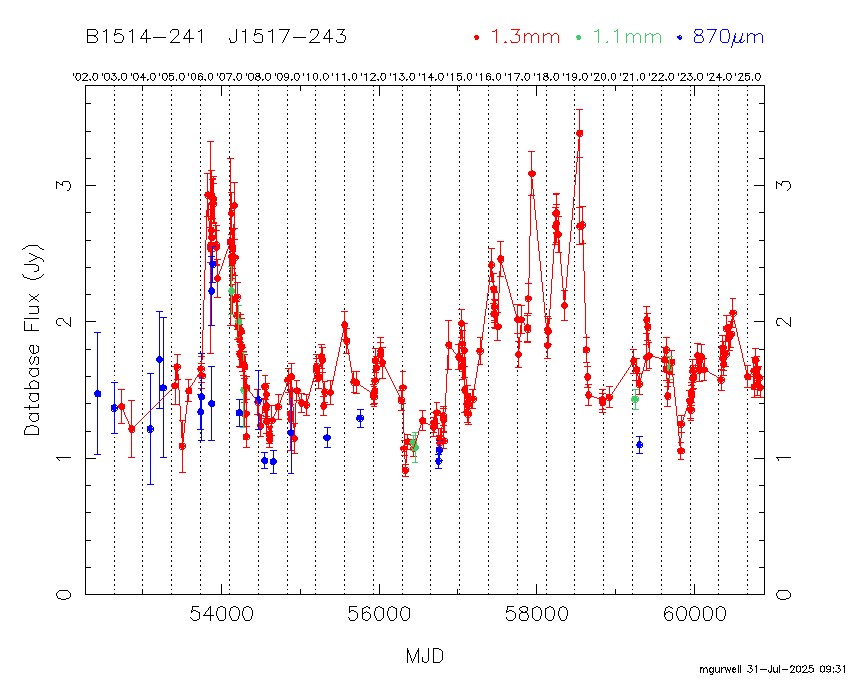 B1514-241 J1517-243 1.3mm 1.1mm 870μm
'02.0 '03.0 '04.0 '05.0 '06.0 '07.0 '08.0 '09.0 '10.0 '11.0 '12.0 '13.0 '14.0 '15.0 '16.0 '17.0 '18.0 '19.0 '20.0 '21.0 '22.0 '23.0 '24.0 '25.0
3 3
2 2
1 1
0 0
Database Flux (Jy)
54000 56000 58000 60000
MJD
mgurwell 31-Jul-2025 09:31